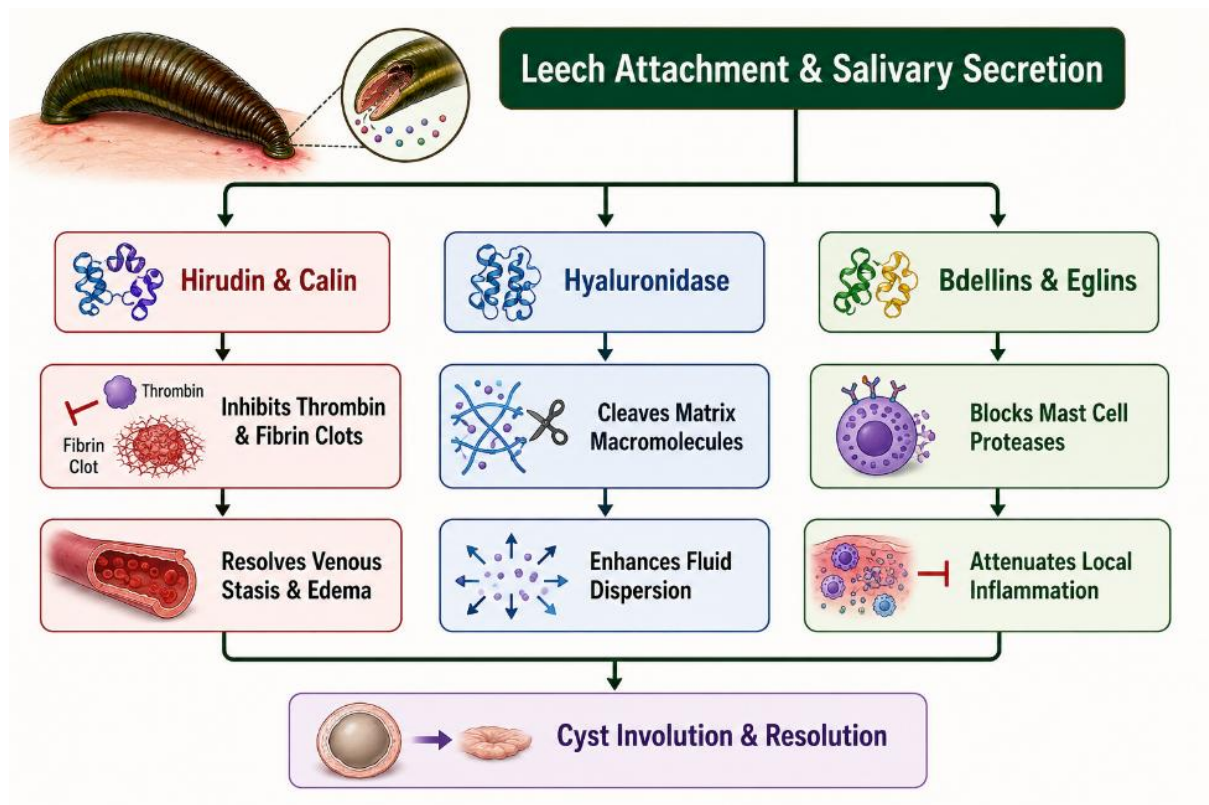 Leech Attachment & Salivary Secretion
Hirudin & Calin
Hyaluronidase
Bdellins & Eglins
Thrombin
Fibrin
Clot
Inhibits Thrombin
& Fibrin Clots
Cleaves Matrix
Macromolecules
Blocks Mast Cell
Proteases
Resolves Venous
Stasis & Edema
Enhances Fluid
Dispersion
Attenuates Local
Inflammation
Cyst Involution & Resolution